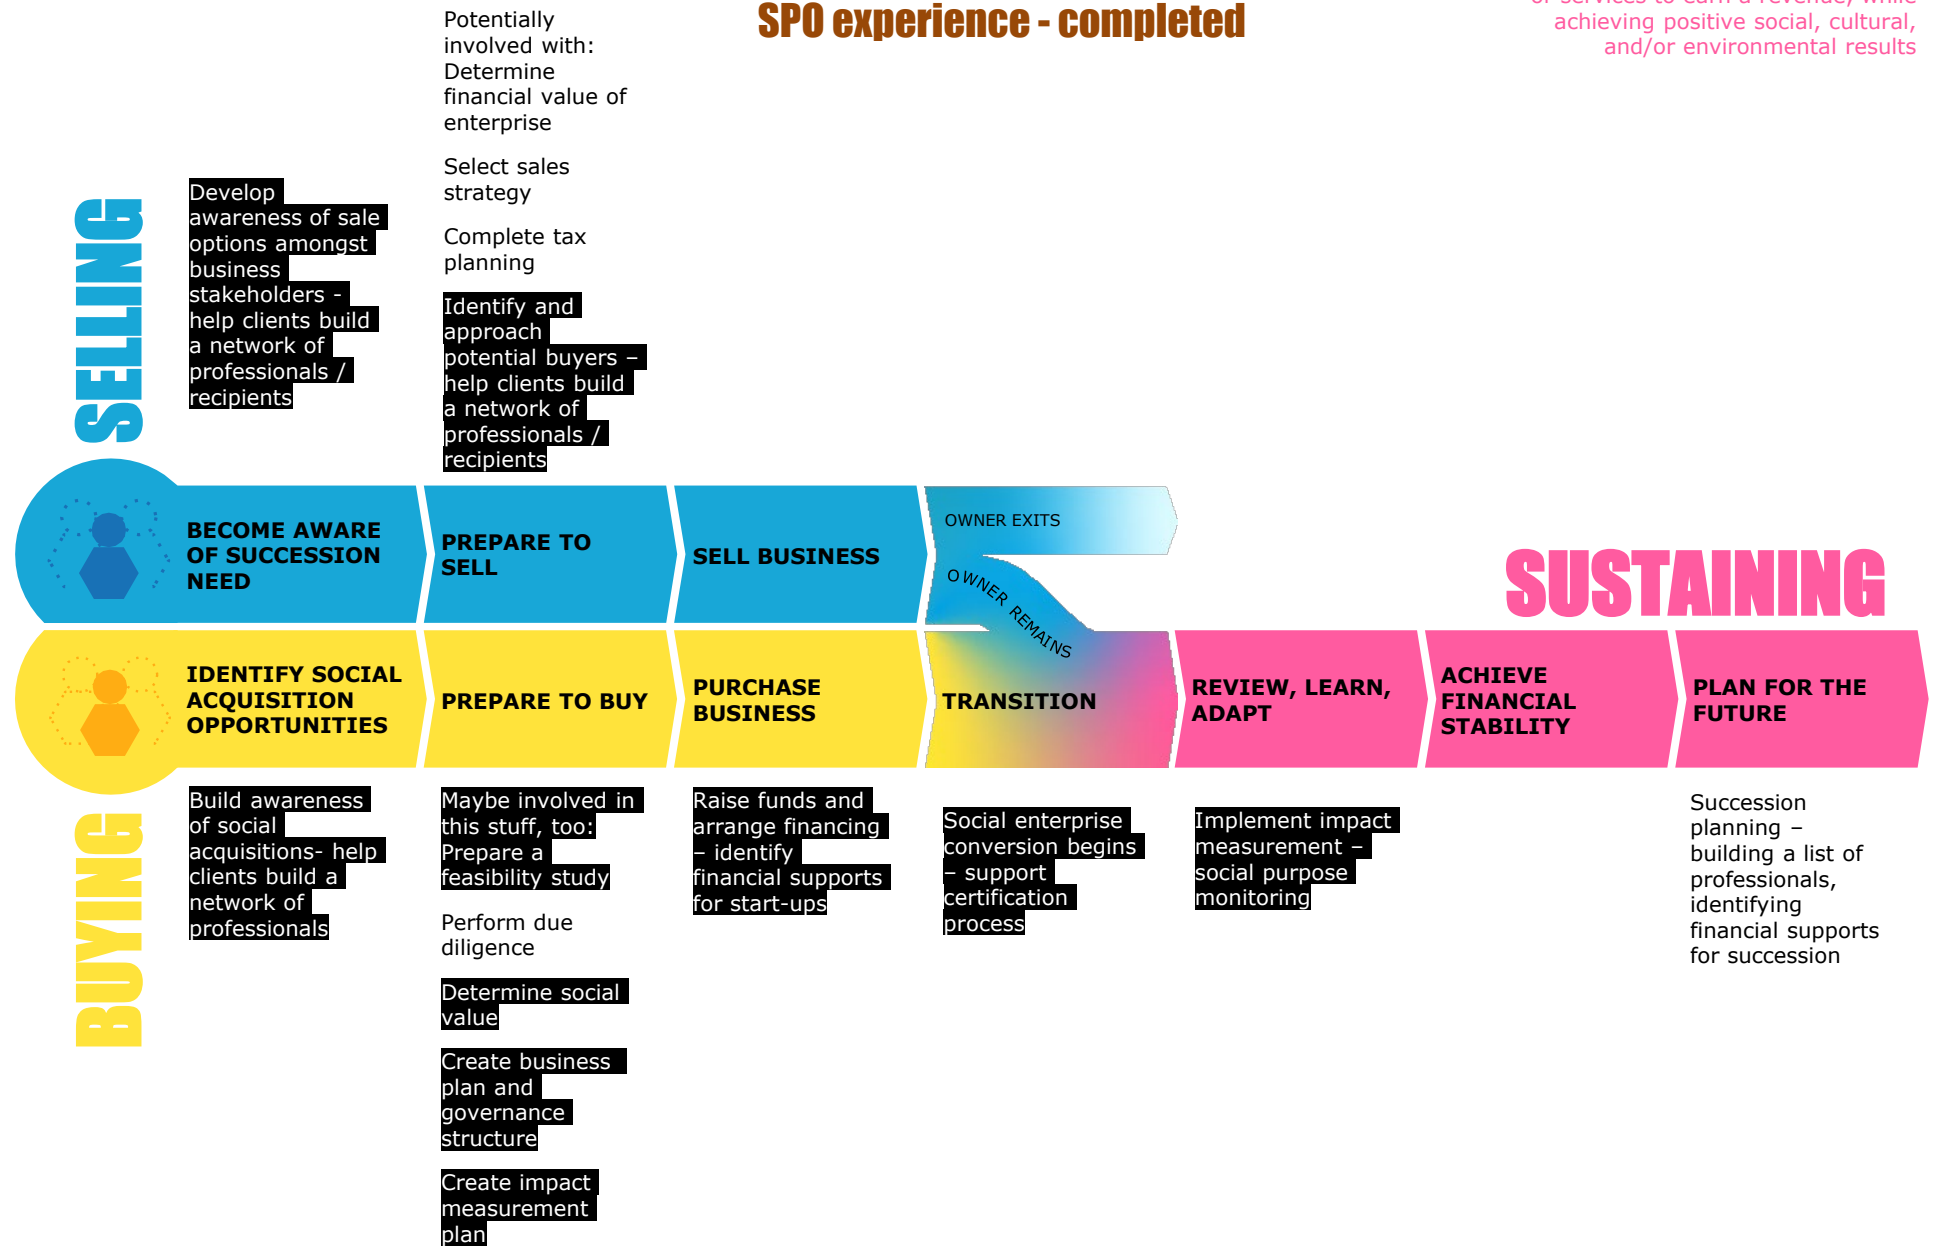 SPO experience - completed
achieving positive social, cultural,
and/or environmental results
Potentially
involved with:
Determine
financial value of
enterprise
Select sales
strategy
Complete tax
planning
Identify and
approach
potential buyers –
help clients build
a network of
professionals /
recipients
SELLING
Develop
awareness of sale
options amongst
business
stakeholders -
help clients build
a network of
professionals /
recipients
BECOME AWARE
OF SUCCESSION
NEED
PREPARE TO
SELL
SELL BUSINESS
OWNER EXITS
OWNER REMAINS
SUSTAINING
IDENTIFY SOCIAL
ACQUISITION
OPPORTUNITIES
PREPARE TO BUY
PURCHASE
BUSINESS
TRANSITION
REVIEW, LEARN,
ADAPT
ACHIEVE
FINANCIAL
STABILITY
PLAN FOR THE
FUTURE
BUYING
Build awareness
of social
acquisitions- help
clients build a
network of
professionals
Maybe involved in
this stuff, too:
Prepare a
feasibility study
Perform due
diligence
Determine social
value
Create business
plan and
governance
structure
Create impact
measurement
plan
Raise funds and
arrange financing
– identify
financial supports
for start-ups
Social enterprise
conversion begins
– support
certification
process
Implement impact
measurement –
social purpose
monitoring
Succession
planning –
building a list of
professionals,
identifying
financial supports
for succession